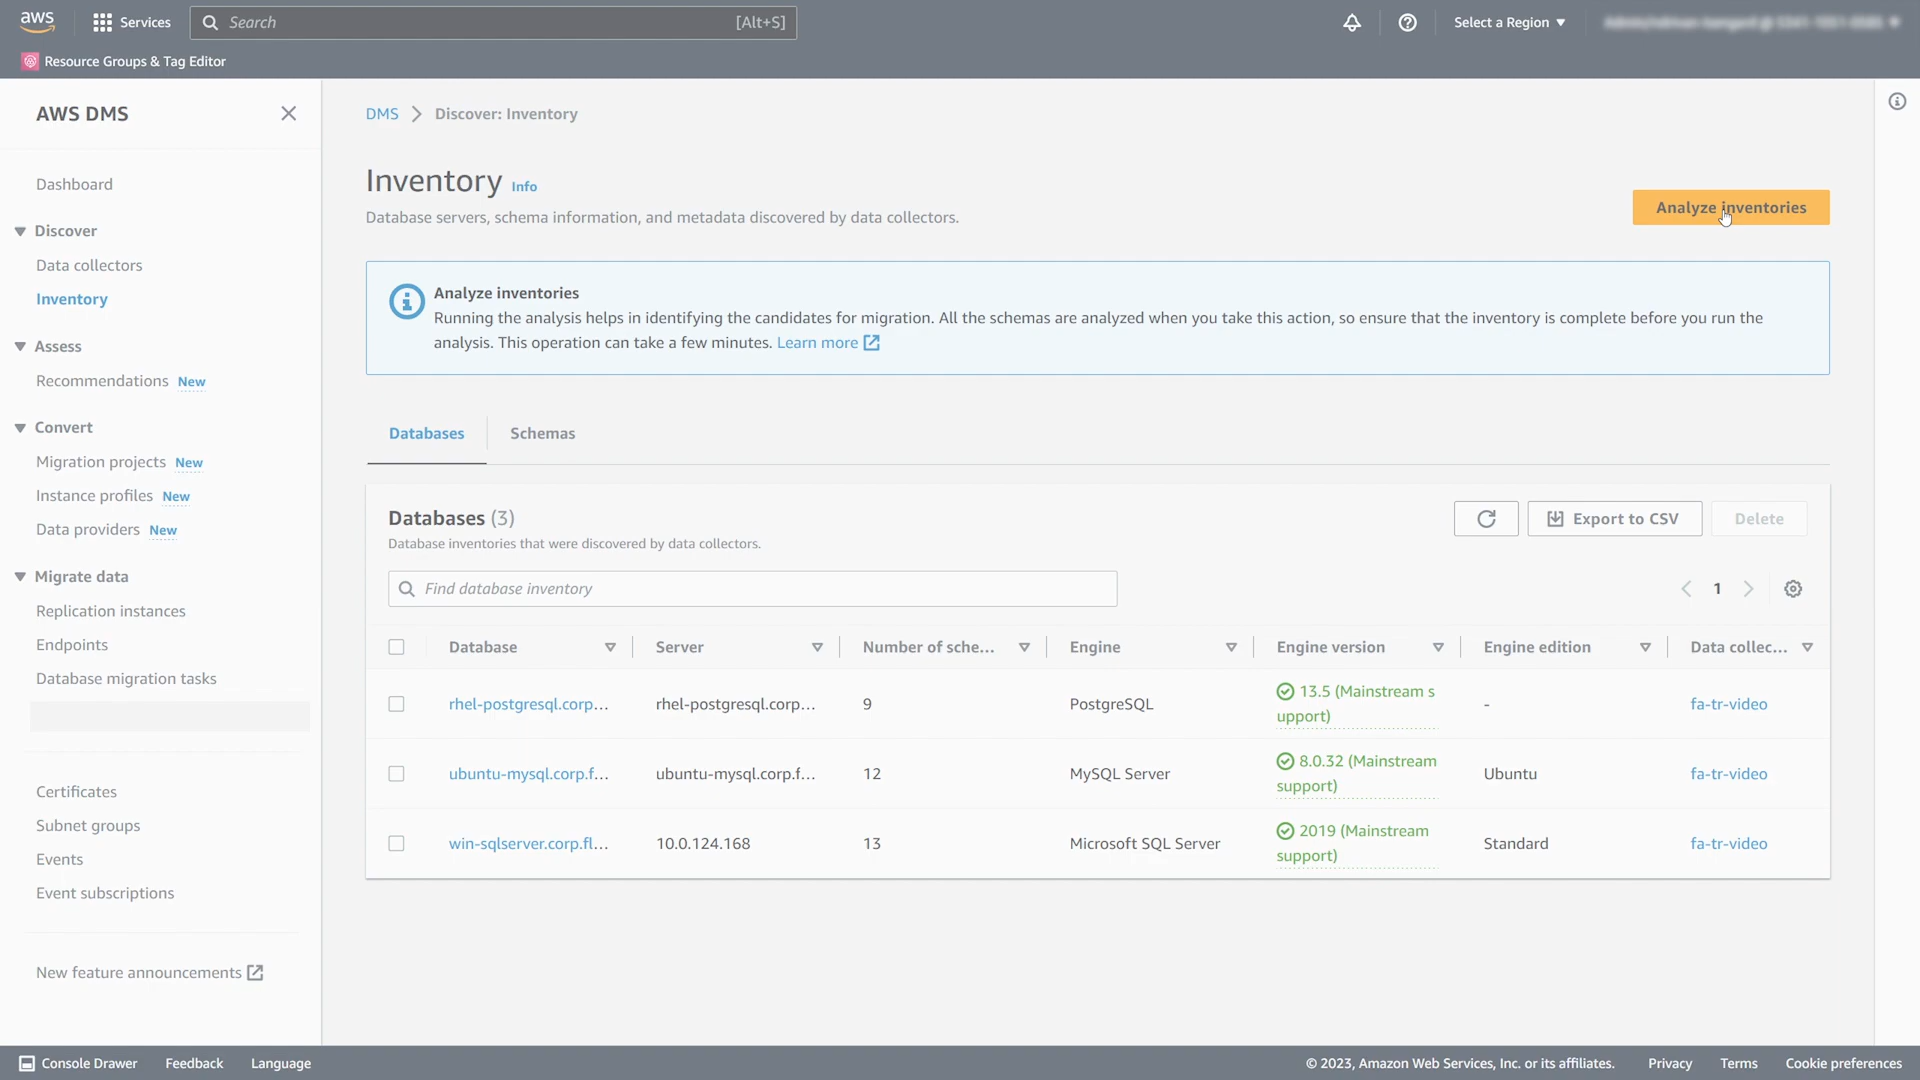 aws
Services
Search
[Alt+S]
Select a Region
Resource Groups & Tag Editor
AWS DMS
Dashboard
Discover
Data collectors
Inventory
Assess
Recommendations New
Convert
Migration projects New
Instance profiles New
Data providers New
Migrate data
Replication instances
Endpoints
Database migration tasks
Certificates
Subnet groups
Events
Event subscriptions
New feature announcements
DMS > Discover: Inventory
Inventory Info
Database servers, schema information, and metadata discovered by data collectors.
Analyze inventories
Analyze inventories
Running the analysis helps in identifying the candidates for migration. All the schemas are analyzed when you take this action, so ensure that the inventory is complete before you run the
analysis. This operation can take a few minutes. Learn more
Databases
Schemas
Databases (3)
Database inventories that were discovered by data collectors.
Export to CSV
Delete
Find database inventory
1
Database Server Number of sche... Engine Engine version Engine edition Data collec...
rhel-postgresql.corp... rhel-postgresql.corp... 9 PostgreSQL 13.5 (Mainstream s
upport) - fa-tr-video
ubuntu-mysql.corp.f... ubuntu-mysql.corp.f... 12 MySQL Server 8.0.32 (Mainstream
support) Ubuntu fa-tr-video
win-sqlserver.corp.fl... 10.0.124.168 13 Microsoft SQL Server 2019 (Mainstream
support) Standard fa-tr-video
Console Drawer
Feedback
Language
© 2023, Amazon Web Services, Inc. or its affiliates.
Privacy
Terms
Cookie preferences